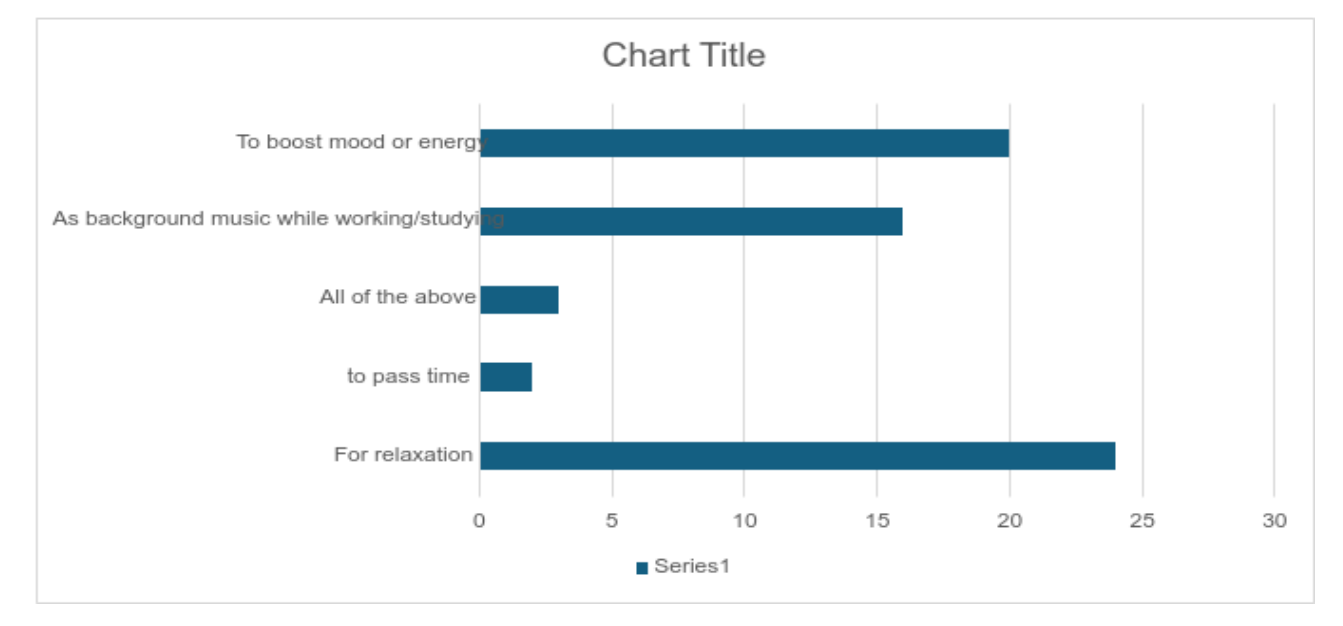 Chart Title
To boost mood or energy
As background music while working/studying
All of the above
to pass time
For relaxation
0 5 10 15 20 25 30
Series1